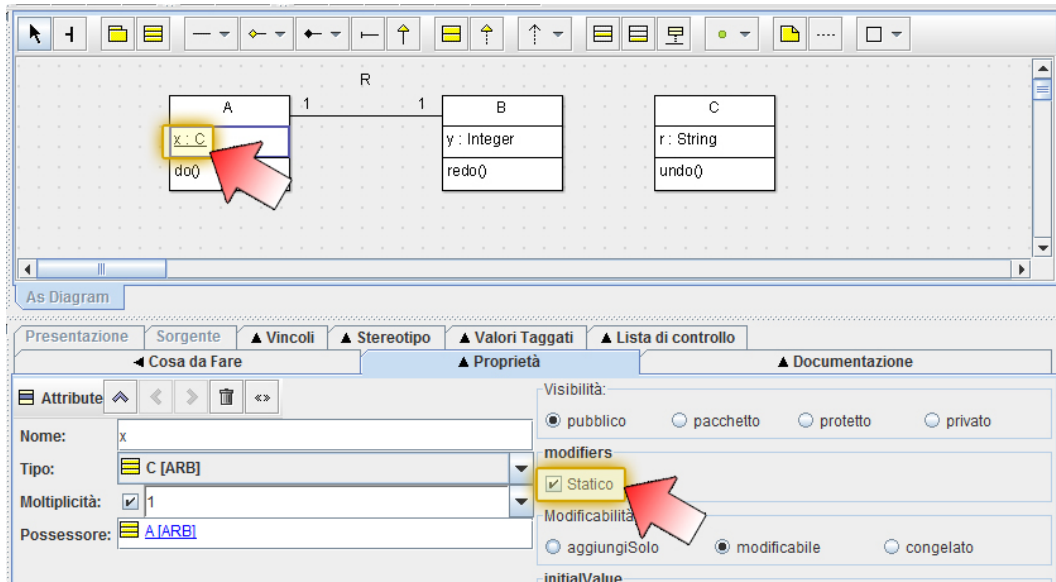 R
A
1
1
B
C
x : C
y : Integer
r : String
do()
redo()
undo()
As Diagram
Presentazione
Sorgente
▲ Vincoli
▲ Stereotipo
▲ Valori Taggati
▲ Lista di controllo
◄ Cosa da Fare
▲ Proprietà
▲ Documentazione
Attribute
Visibilità:
pubblico
pacchetto
protetto
privato
Nome:
x
modifiers
Tipo:
C [ARB]
Statico
Moltiplicità:
1
Modificabilità
Possessore:
A [ARB]
aggiungiSolo
modificabile
congelato
initialValue